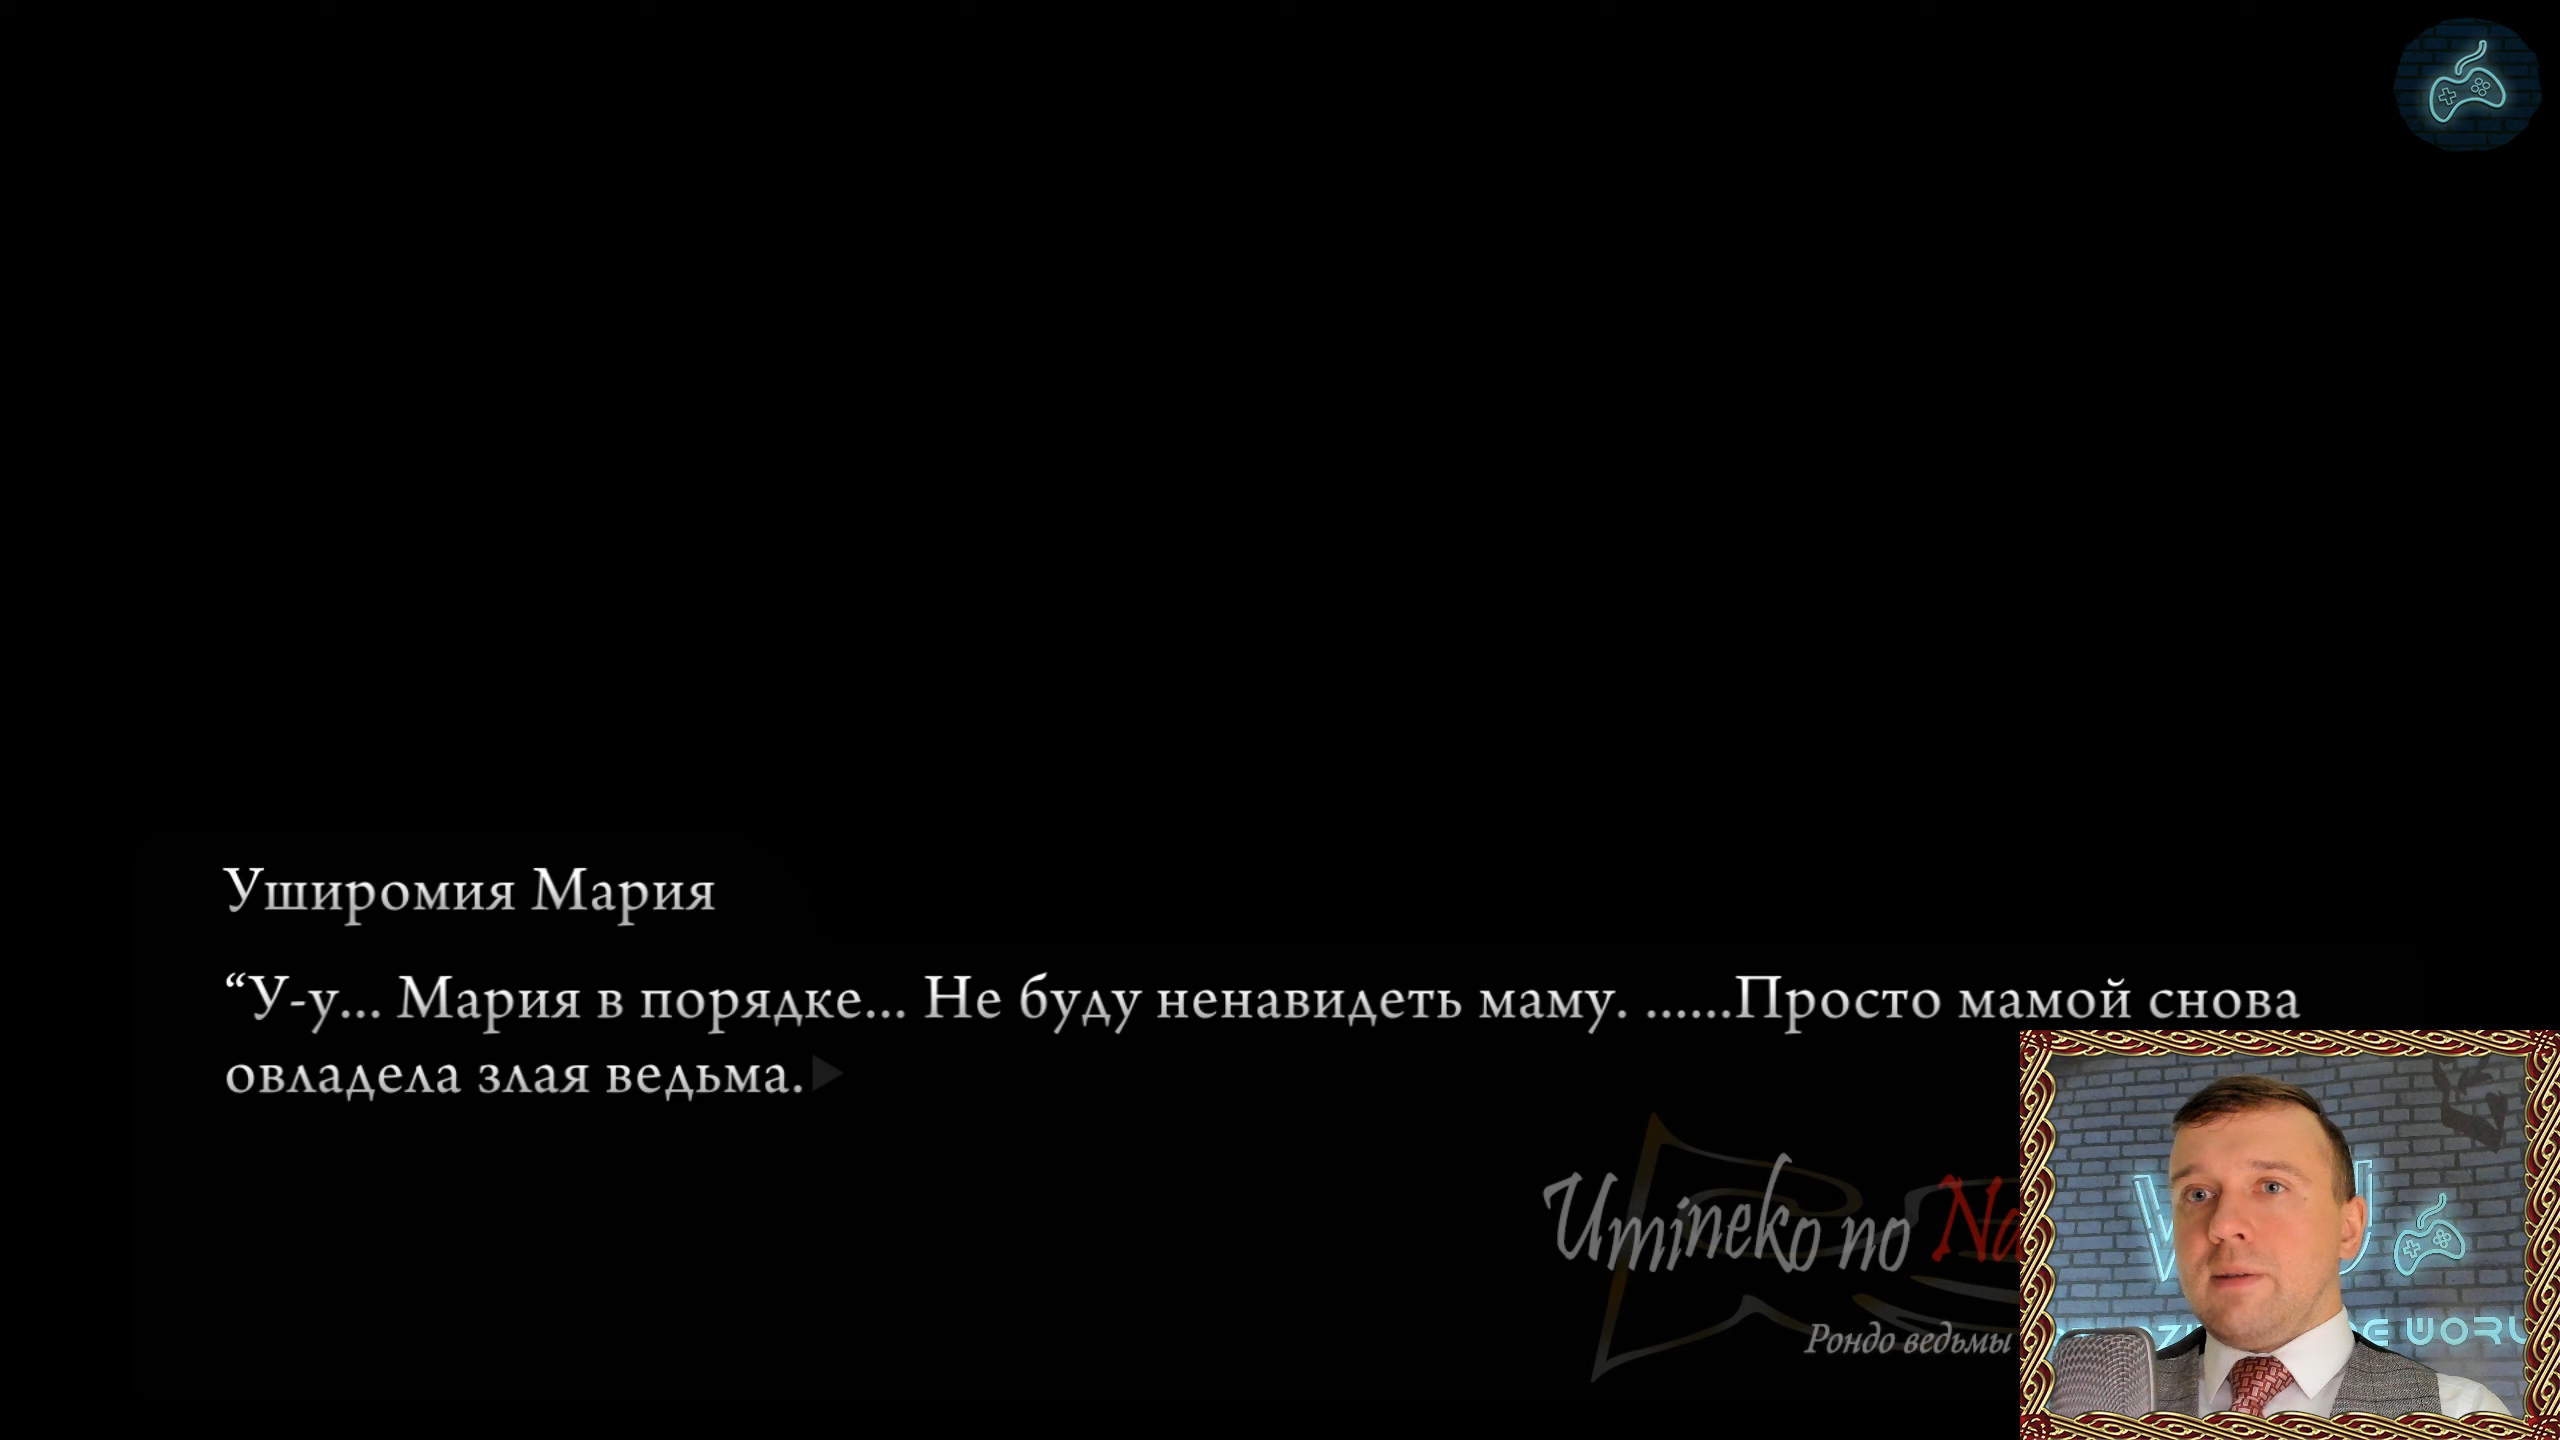 Уширомия Мария
“У-у... Мария в порядке... Не буду ненавидеть маму. ......Просто мамой снова
овладела злая ведьма.
Umineko no
Рондо ведьмы